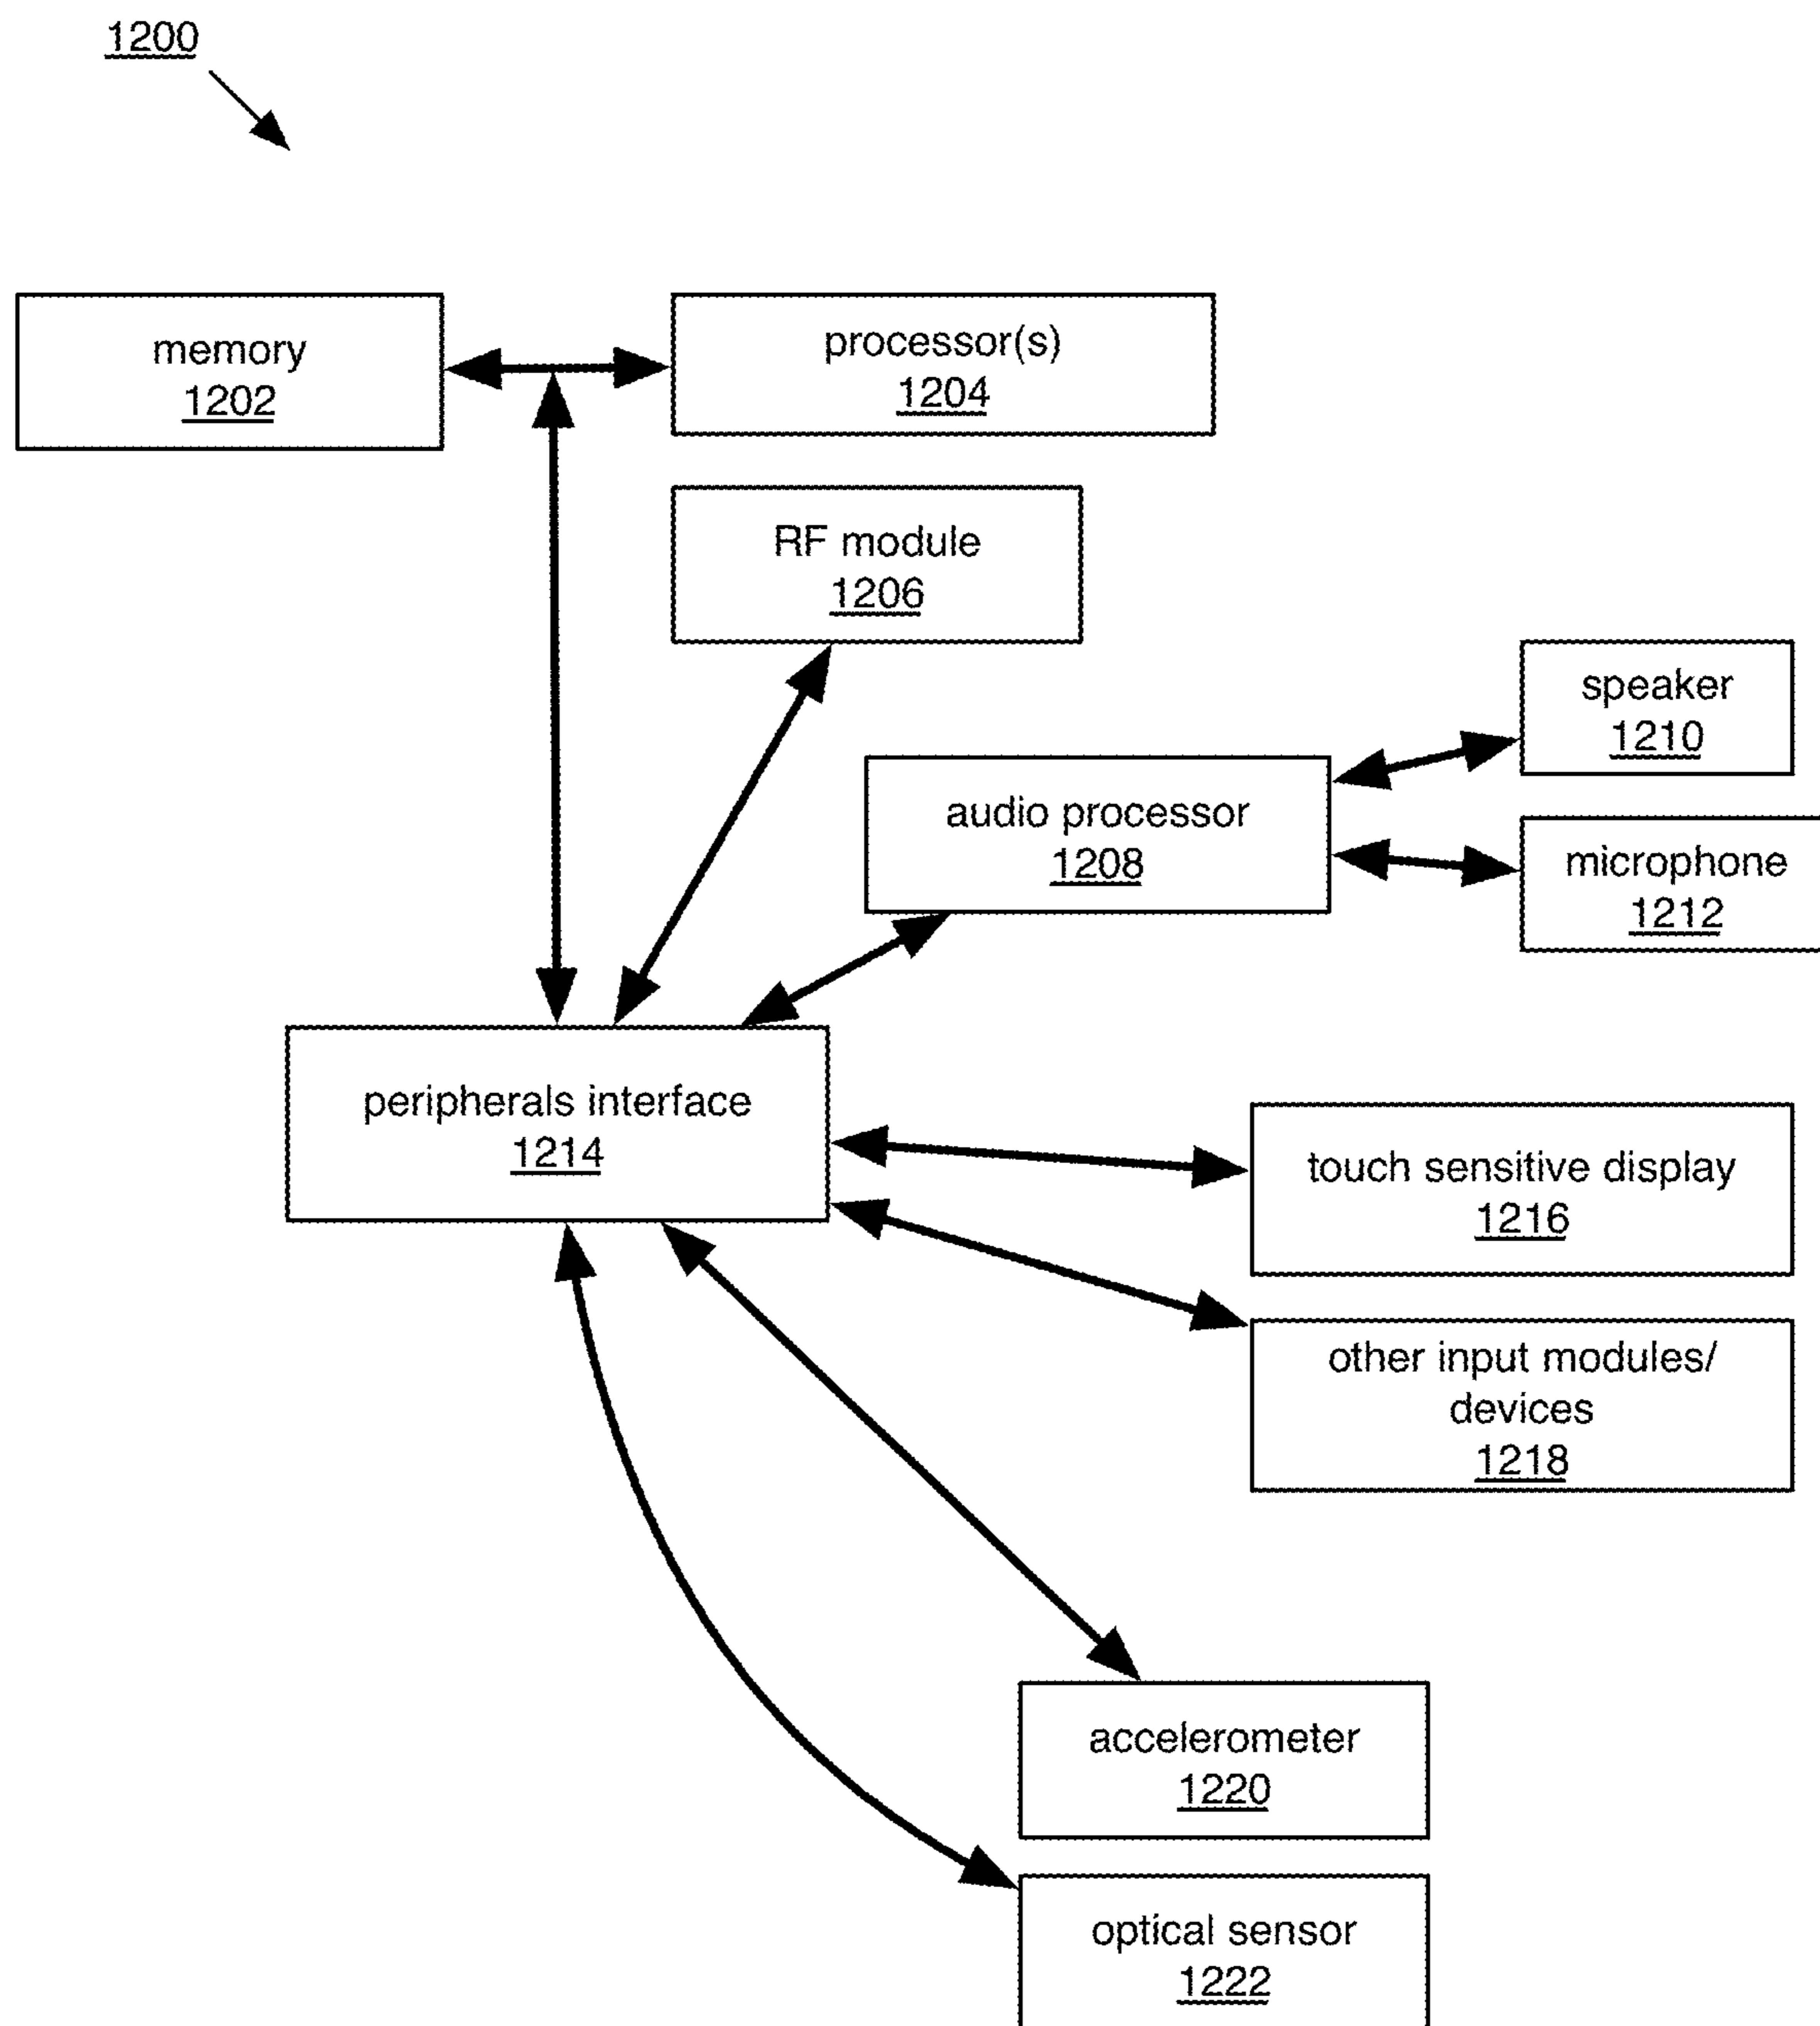 1200
memory
1202
processor(s)
1204
RF module
1206
speaker
1210
audio processor
1208
microphone
1212
peripherals interface
1214
touch sensitive display
1216
other input modules/
devices
1218
accelerometer
1220
optical sensor
1222